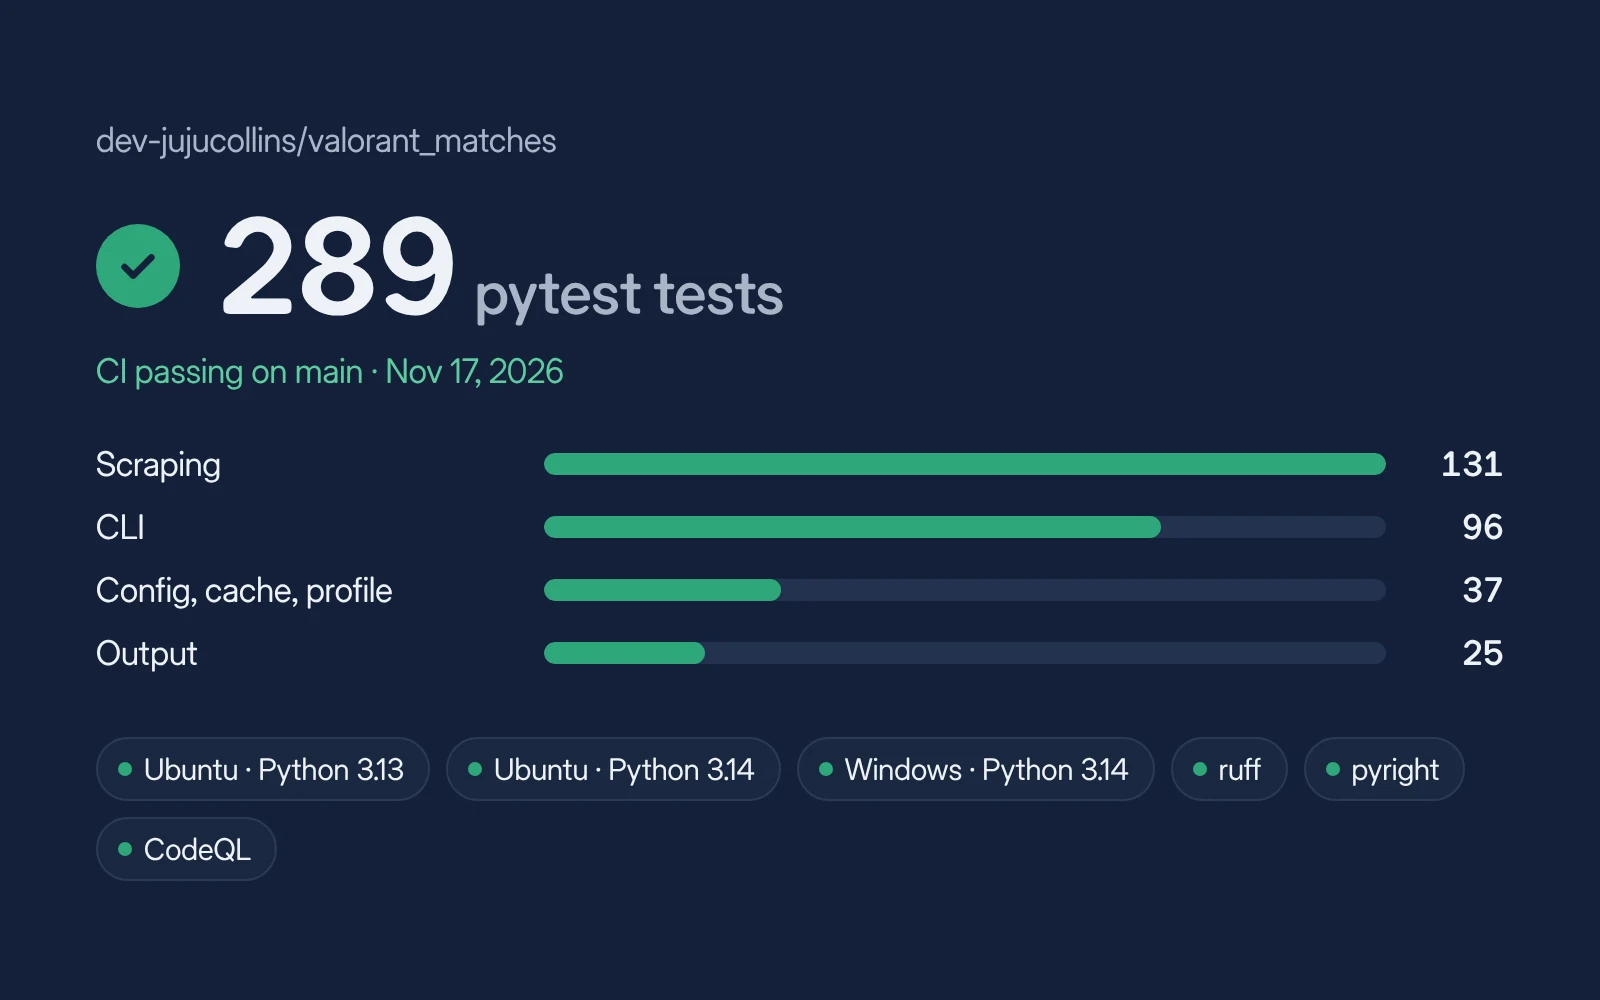 dev-jujucollins/valorant_matches
289 pytest tests
CI passing on main · Nov 17, 2026
Scraping 131
CLI 96
Config, cache, profile 37
Output 25
Ubuntu · Python 3.13 Ubuntu · Python 3.14 Windows · Python 3.14 ruff pyright
CodeQL